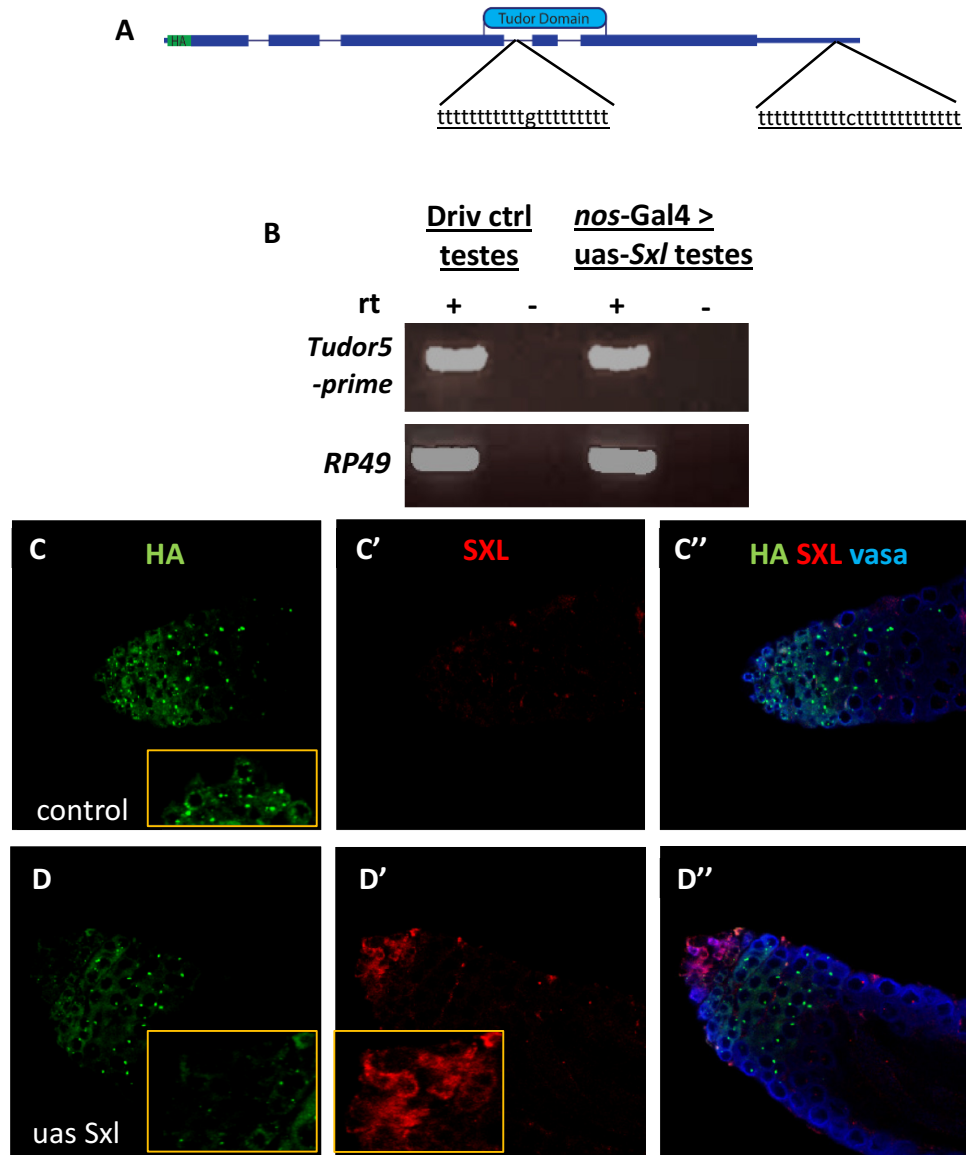 A
Tudor Domain
HA
tttttttttttgttttttttt
tttttttttttcttttttttttttt
B
Driv ctrl
testes
nos-Gal4 >
uas-Sxl testes
rt + - + -
Tudor5
-prime
RP49
C
HA
control
C'
SXL
C''
HA SXL vasa
D
uas Sxl
D'
D''